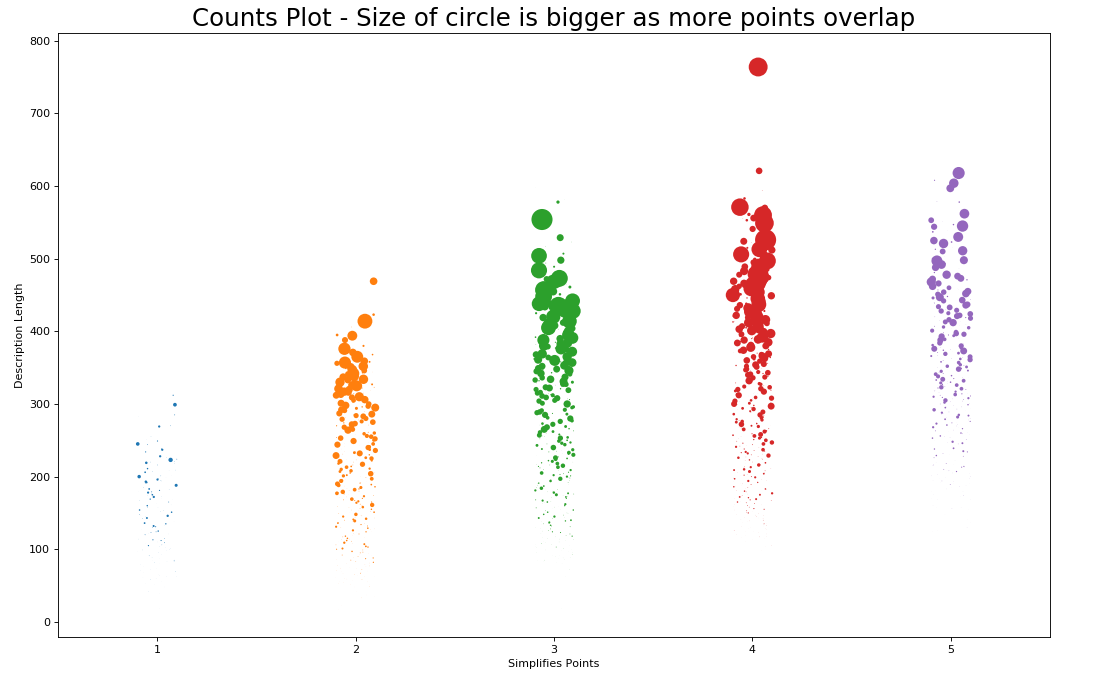 Counts Plot - Size of circle is bigger as more points overlap
800
700
600
500
400
300
200
100
0
Description Length
1 2 3 4 5
Simplifies Points